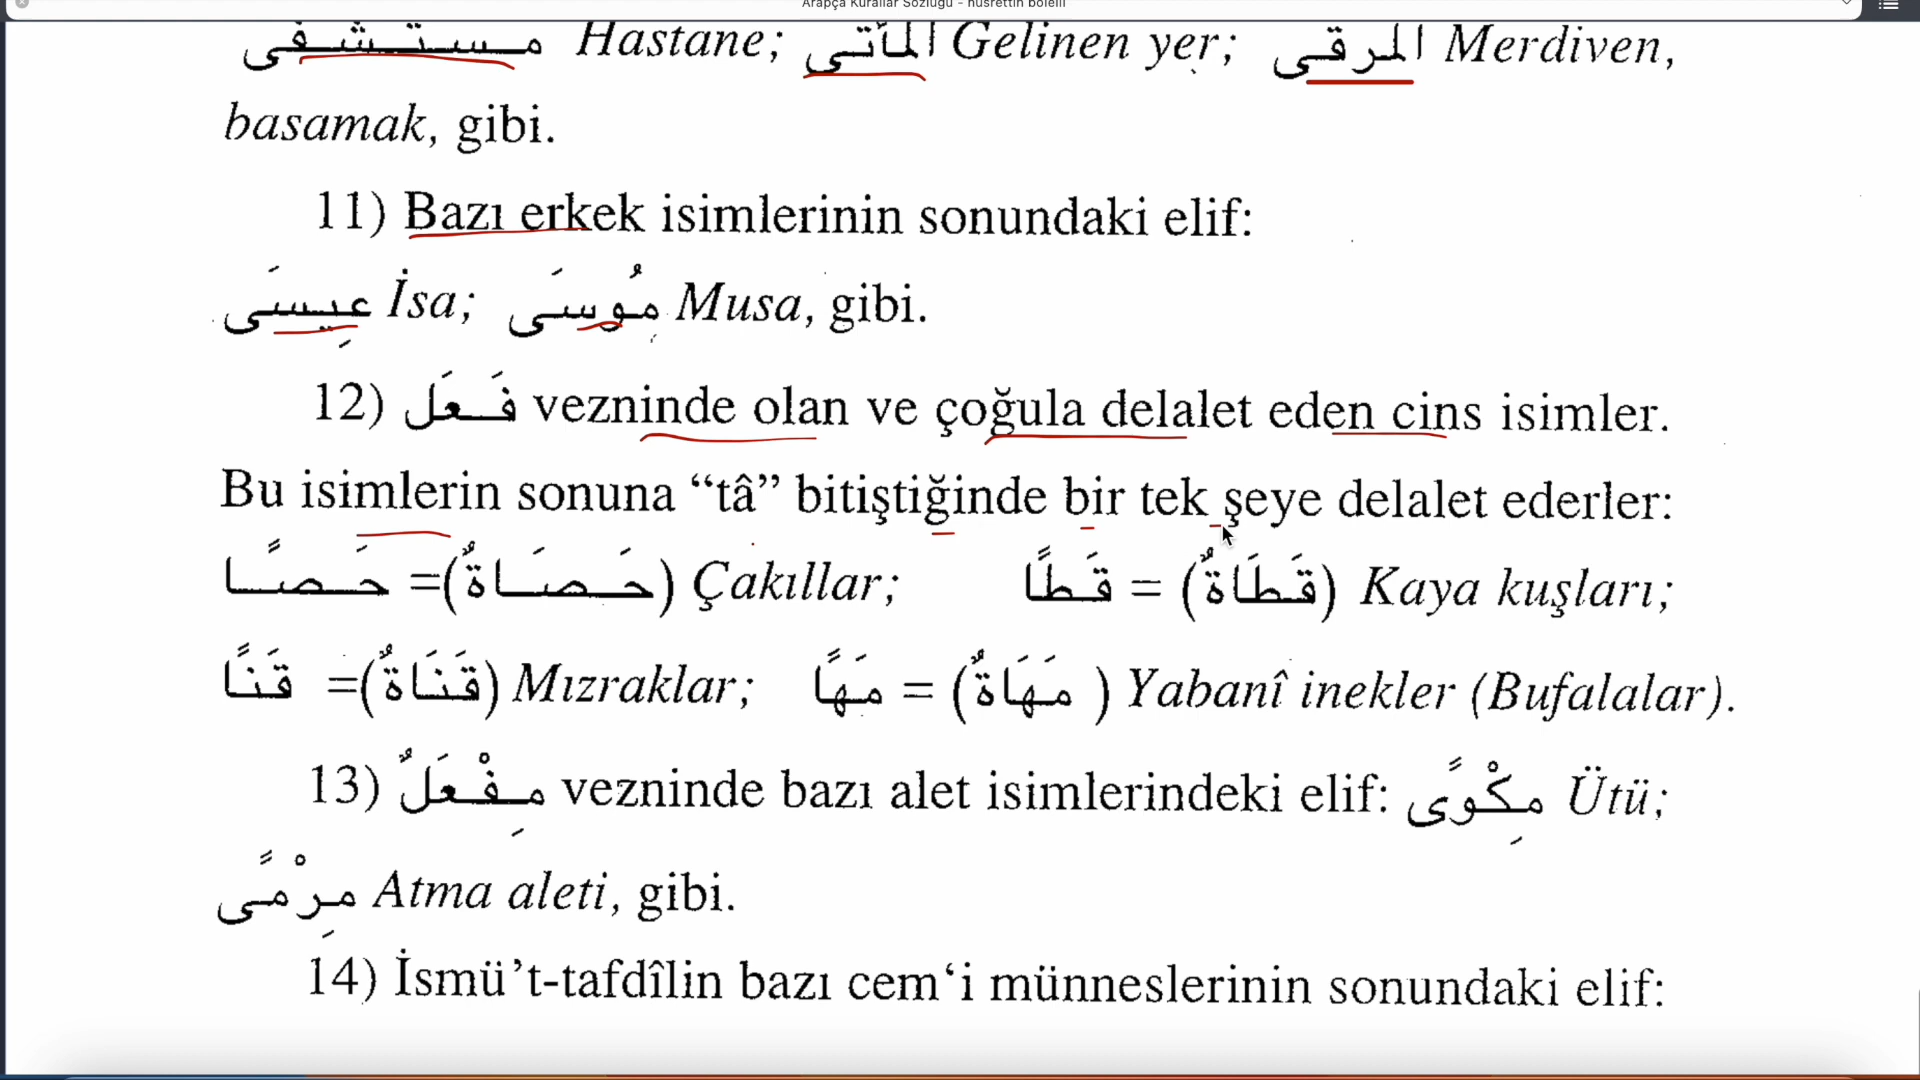 Arapça Kurallar Sözlüğü - nusrettin bolelli
مستشفى Hastane; المأتى Gelinen yer; المرقى Merdiven,
basamak, gibi.
11) Bazı erkek isimlerinin sonundaki elif:
عِيسَى İsa; مُوسَى Musa, gibi.
12) فَعَل vezninde olan ve çoğula delalet eden cins isimler.
Bu isimlerin sonuna “tâ” bitiştiğinde bir tek şeye delalet ederler:
حَصًا =(حَصَاةٌ) Çakıllar; قَطًا = (قَطَاةٌ) Kaya kuşları;
قَنًا =(قَنَاةٌ) Mızraklar; مَهًا = (مَهَاةٌ ) Yabanî inekler (Bufalalar).
13) مِفْعَلٌ vezninde bazı alet isimlerindeki elif: مِكْوًى Ütü;
مِرْمًى Atma aleti, gibi.
14) İsmü’t-tafdîlin bazı cem‘i münneslerinin sonundaki elif: